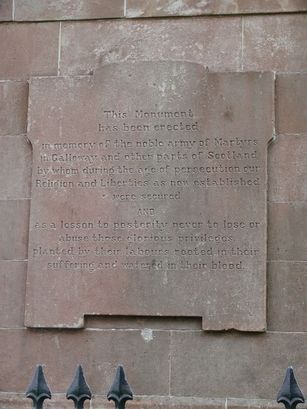 This Monument
has been erected
in memory of the noble army of Martyrs
in Galloway and other parts of Scotland
by whom during the age of persecution our
Religion and Liberties as now established
were secured
AND
as a lesson to posterity never to lose or
abuse those glorious privileges
planted by their labours rooted in their
suffering and watered in their blood.